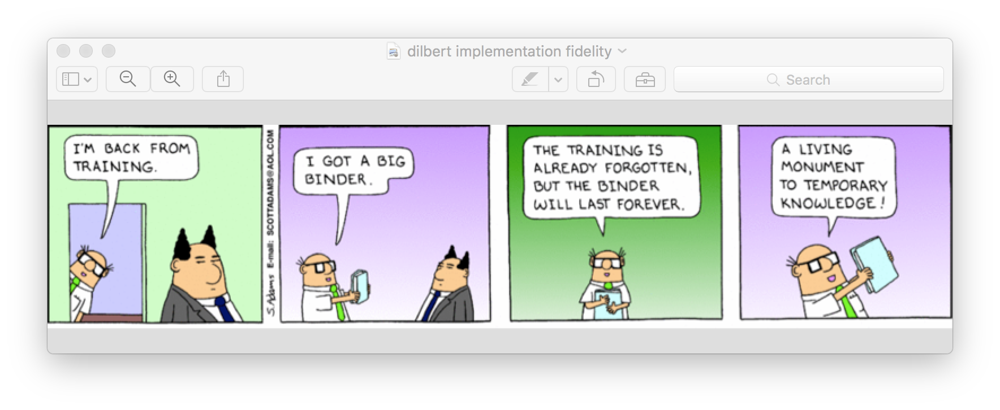 dilbert implementation fidelity
Search
I'M BACK FROM
TRAINING.
S.Adams E-mail: SCOTTADAMS@AOL.COM
I GOT A BIG
BINDER.
THE TRAINING IS
ALREADY FORGOTTEN,
BUT THE BINDER
WILL LAST FOREVER.
A LIVING
MONUMENT
TO TEMPORARY
KNOWLEDGE!